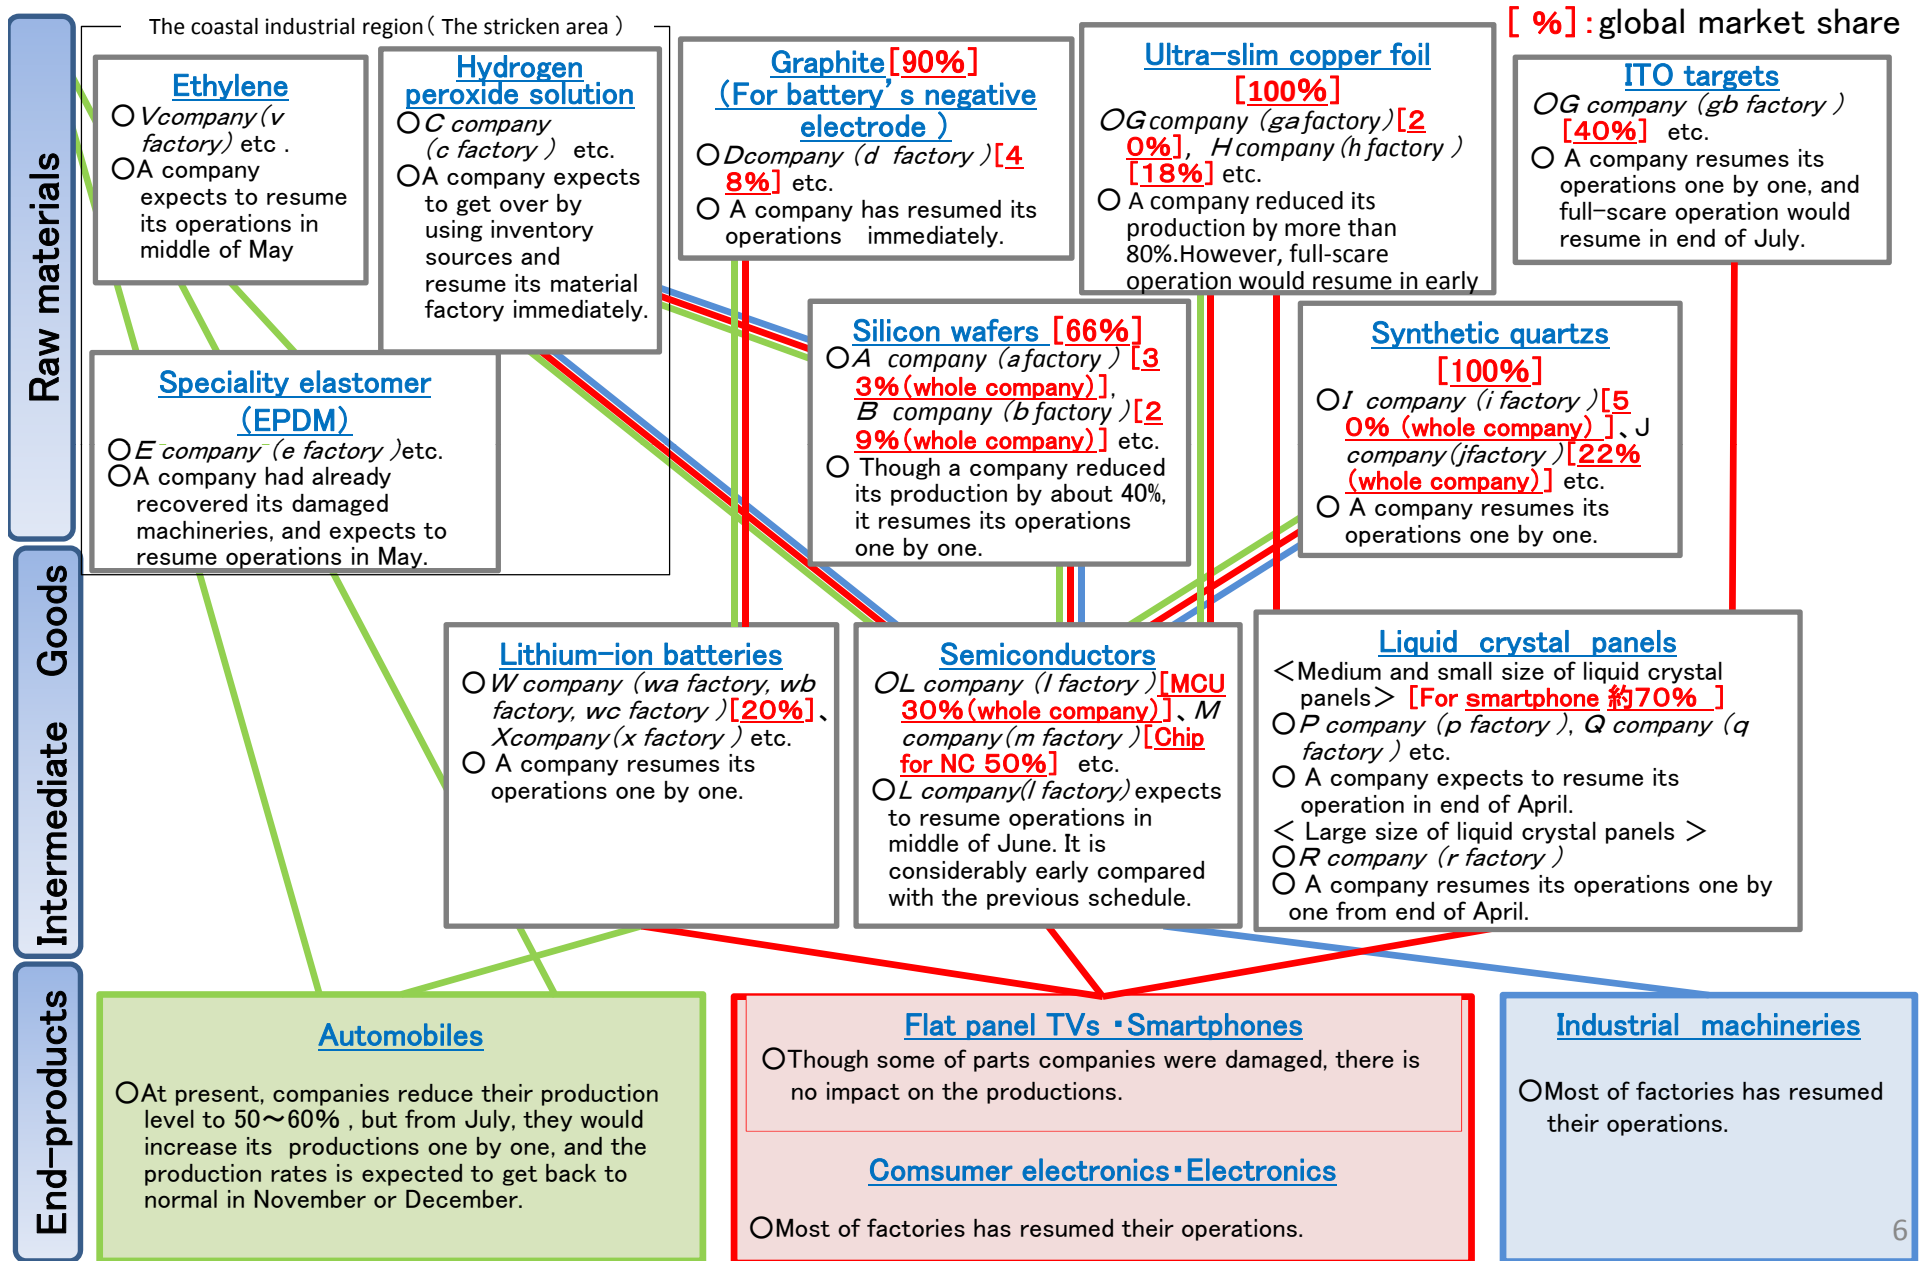 The coastal industrial region( The stricken area )
[ %]:global market share
Raw materials
Ethylene
○Vcompany(v
factory) etc .
○A company
expects to resume
its operations in
middle of May
Hydrogen
peroxide solution
○C company
(c factory ) etc.
○A company expects
to get over by
using inventory
sources and
resume its material
factory immediately.
Graphite[90%]
(For battery's negative
electrode )
○Dcompany (d factory )[4
8%] etc.
○ A company has resumed its
operations immediately.
Ultra-slim copper foil
[100%]
○G company (ga factory)[2
0%], H company (h factory )
[18%] etc.
○ A company reduced its
production by more than
80%.However, full-scare
operation would resume in early
ITO targets
○G company (gb factory )
[40%] etc.
○ A company resumes its
operations one by one, and
full-scare operation would
resume in end of July.
Speciality elastomer
(EPDM)
○E company (e factory )etc.
○A company had already
recovered its damaged
machineries, and expects to
resume operations in May.
Silicon wafers [66%]
○A company (a factory ) [3
3%(whole company)],
B company (b factory )[2
9%(whole company)] etc.
○ Though a company reduced
its production by about 40%,
it resumes its operations
one by one.
Synthetic quartzs
[100%]
○I company (i factory )[5
0% (whole company) ]、J
company(jfactory )[22%
(whole company)] etc.
○ A company resumes its
operations one by one.
Intermediate Goods
Lithium-ion batteries
○W company (wa factory, wb
factory, wc factory )[20%]、
Xcompany(x factory ) etc.
○ A company resumes its
operations one by one.
Semiconductors
○L company (l factory )[MCU
30%(whole company)]、M
company(m factory )[Chip
for NC 50%] etc.
○L company(l factory) expects
to resume operations in
middle of June. It is
considerably early compared
with the previous schedule.
Liquid crystal panels
<Medium and small size of liquid crystal
panels> [For smartphone 約70% ]
○P company (p factory ), Q company (q
factory ) etc.
○ A company expects to resume its
operation in end of April.
< Large size of liquid crystal panels >
○R company (r factory )
○ A company resumes its operations one by
one from end of April.
End-products
Automobiles
○At present, companies reduce their production
level to 50～60% , but from July, they would
increase its productions one by one, and the
production rates is expected to get back to
normal in November or December.
Flat panel TVs ・Smartphones
○Though some of parts companies were damaged, there is
no impact on the productions.
Comsumer electronics・Electronics
○Most of factories has resumed their operations.
Industrial machineries
○Most of factories has resumed
their operations.
6